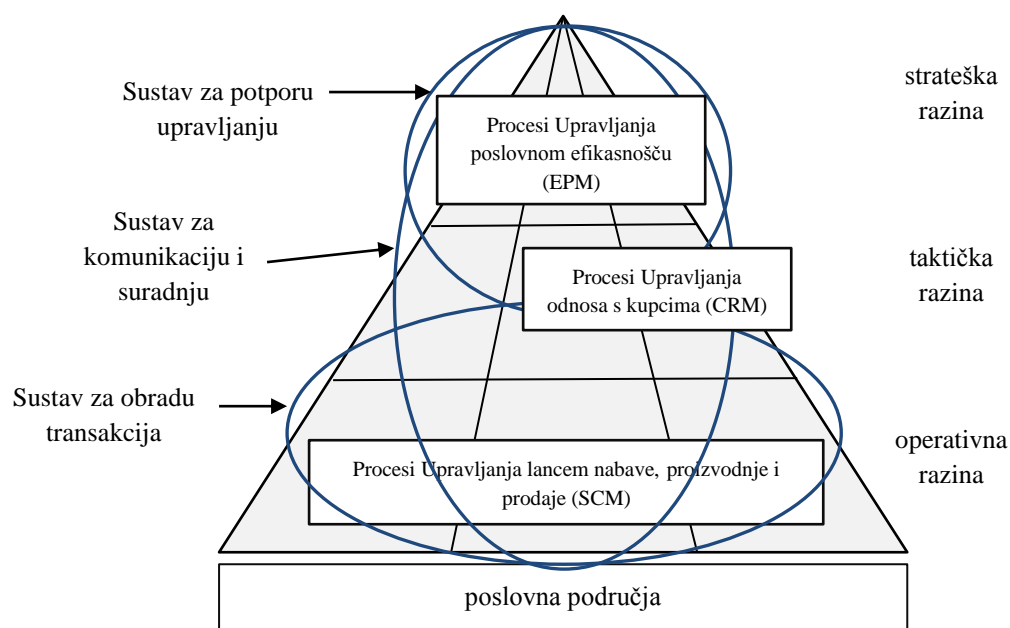 Sustav za potporu
upravljanju
strateška
razina
Procesi Upravljanja
poslovnom efikasnošču
(EPM)
Sustav za
komunikaciju i
suradnju
Procesi Upravljanja
odnosa s kupcima (CRM)
taktička
razina
Sustav za obradu
transakcija
operativna
razina
Procesi Upravljanja lancem nabave, proizvodnje i
prodaje (SCM)
poslovna područja